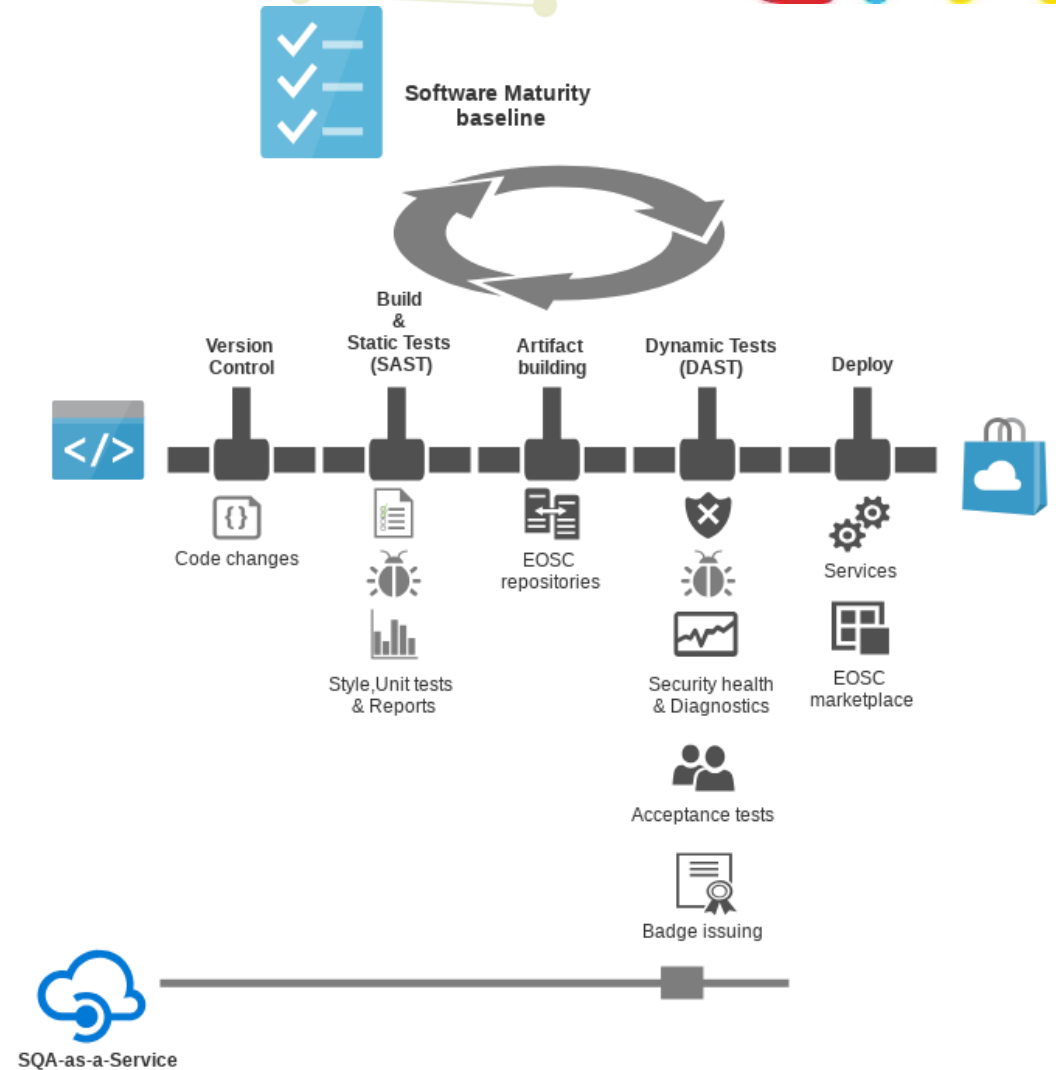 Software Maturity
baseline
Version
Control
Build
&
Static Tests
(SAST)
Artifact
building
Dynamic Tests
(DAST)
Deploy
</>
{}
Code changes
Style,Unit tests
& Reports
EOSC
repositories
Security health
& Diagnostics
Acceptance tests
Badge issuing
Services
EOSC
marketplace
SQA-as-a-Service